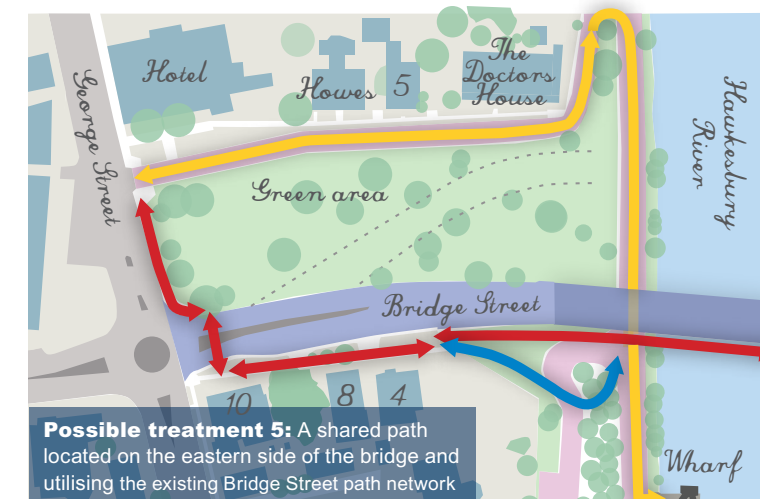 Hotel
George Street
Howes 5
The
Doctors
House
Hawkesbury
River
Green area
Bridge Street
10
8
4
Possible treatment 5: A shared path
located on the eastern side of the bridge and
utilising the existing Bridge Street path network
Wharf